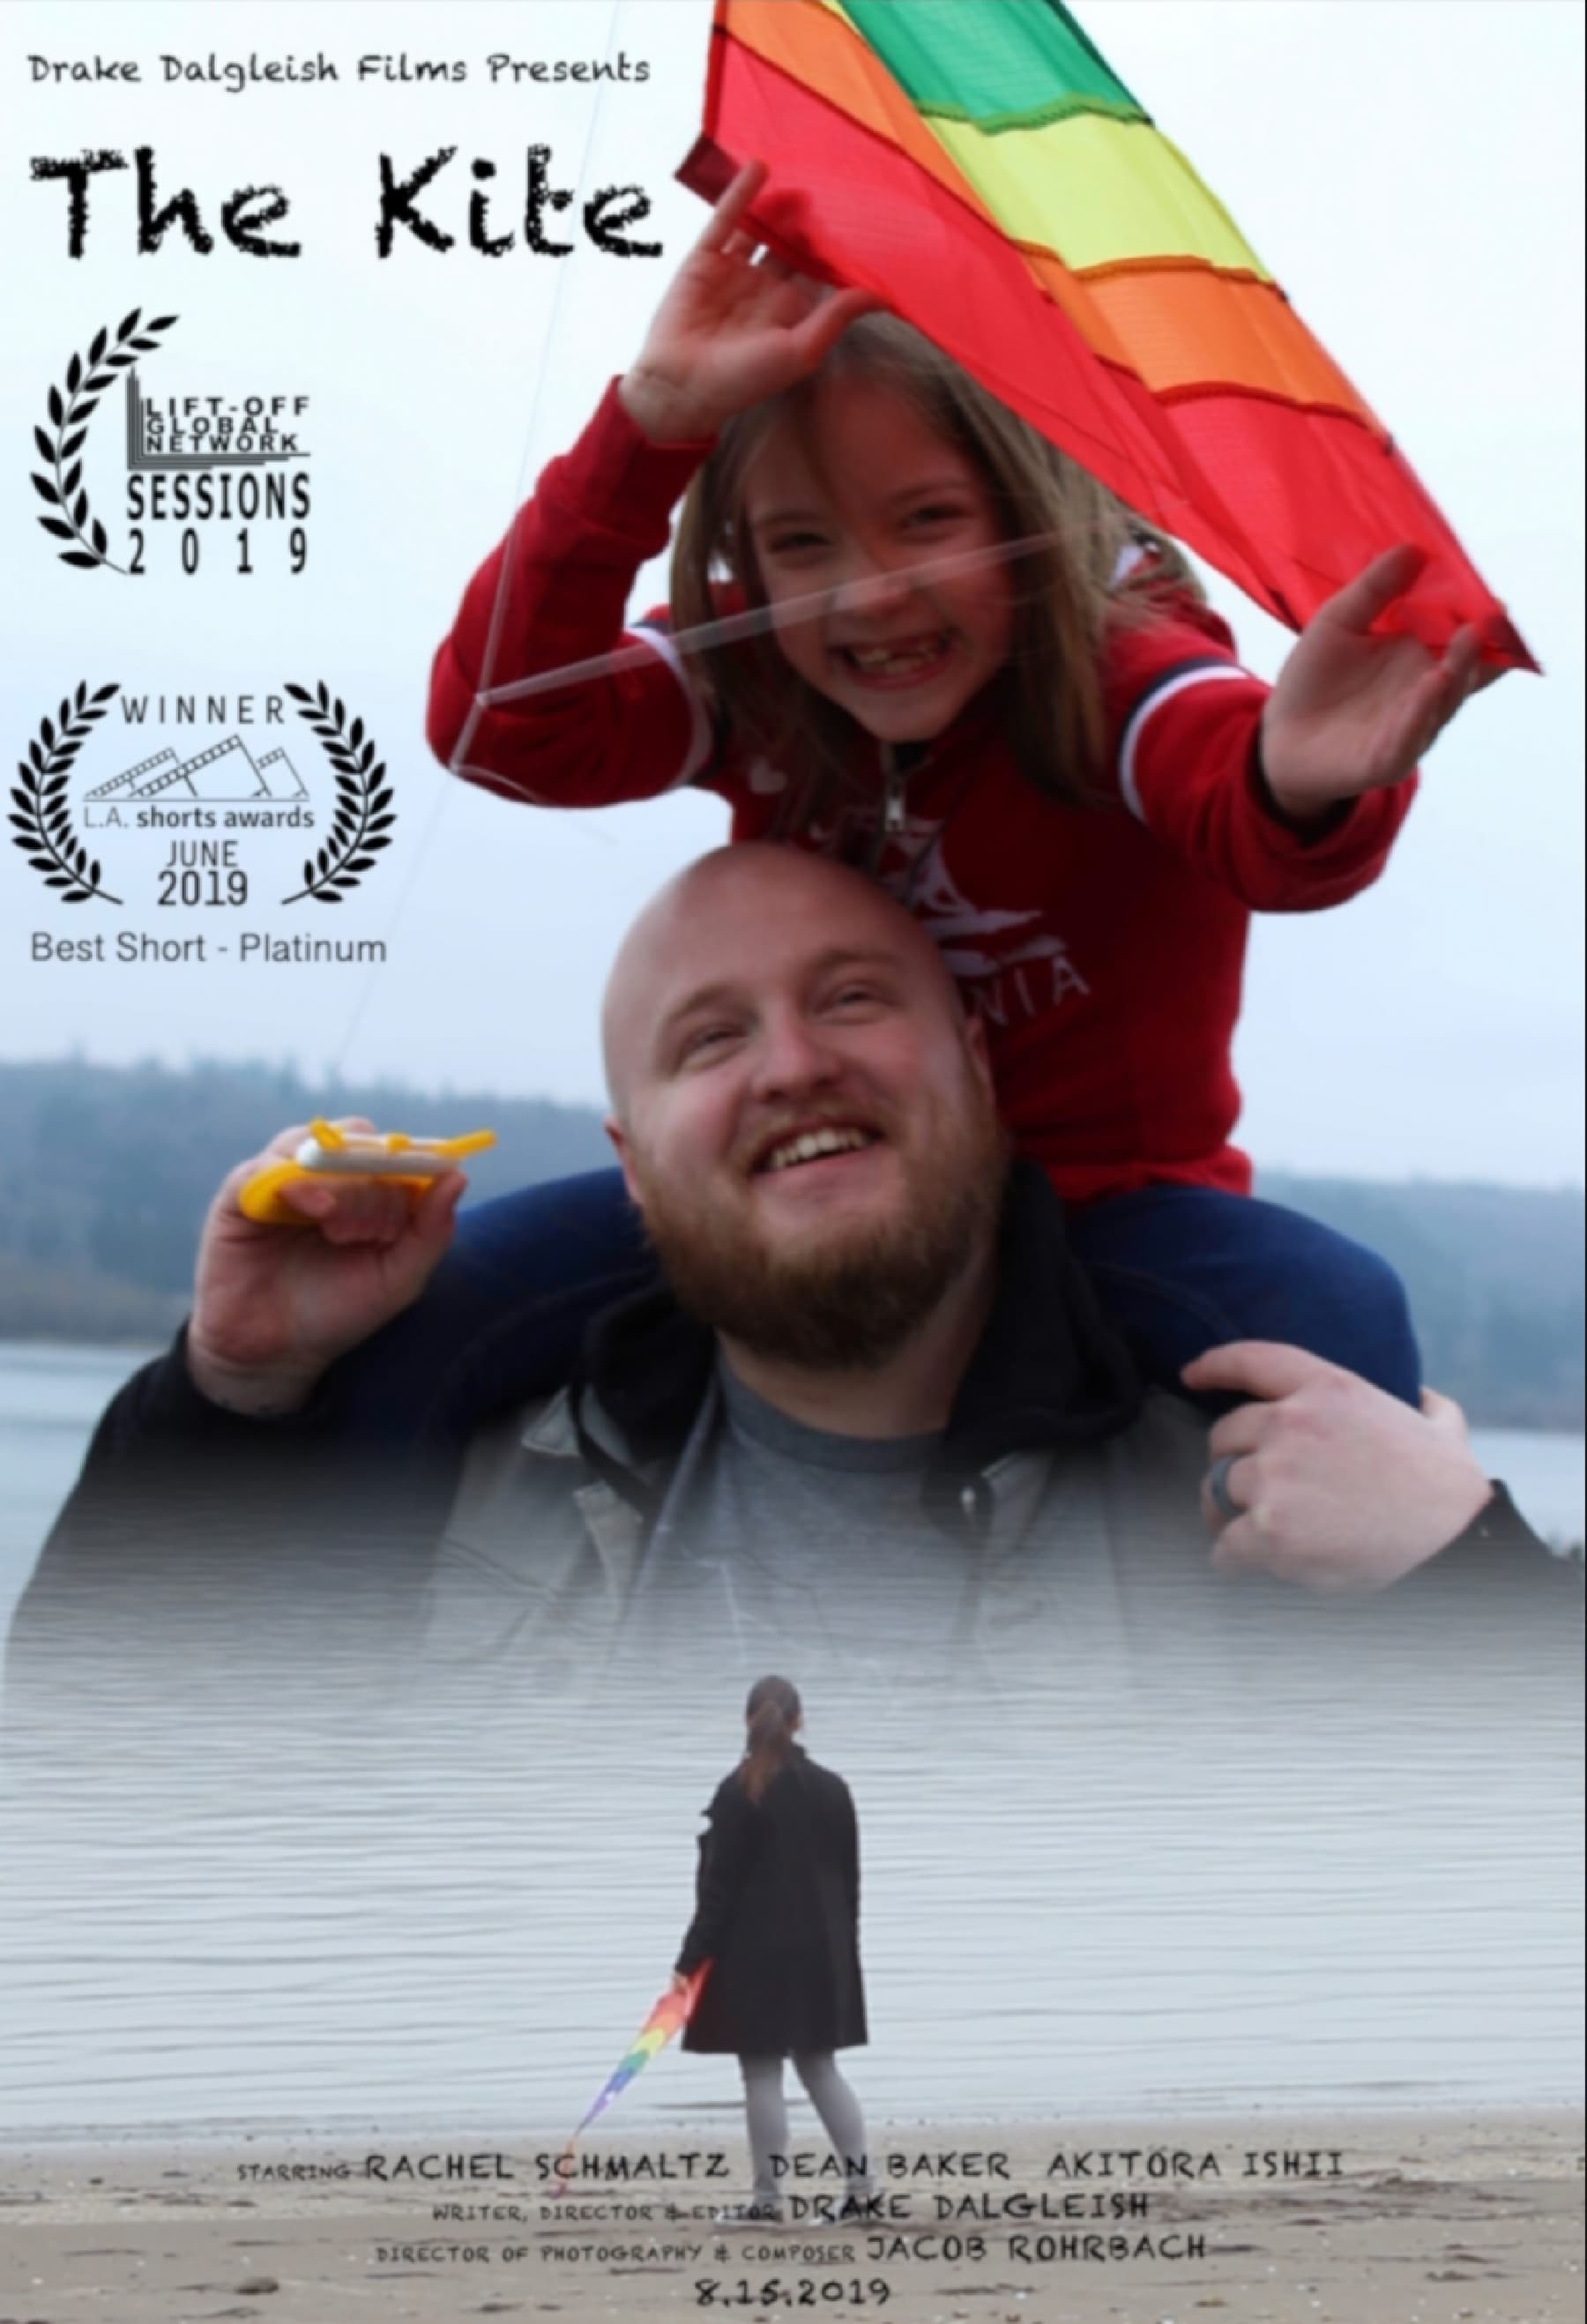 Drake Dalgleish Films Presents
The Kite
LIFT-OFF
GLOBAL
NETWORK
SESSIONS
2019
WINNER
L.A. shorts awards
JUNE
2019
Best Short - Platinum
NIA
STARRING RACHEL SCHMALTZ DEAN BAKER AKITORA ISHII
WRITER, DIRECTOR & EDITOR DRAKE DALGLEISH
DIRECTOR OF PHOTOGRAPHY & COMPOSER JACOB ROHRBACH
8.15.2019